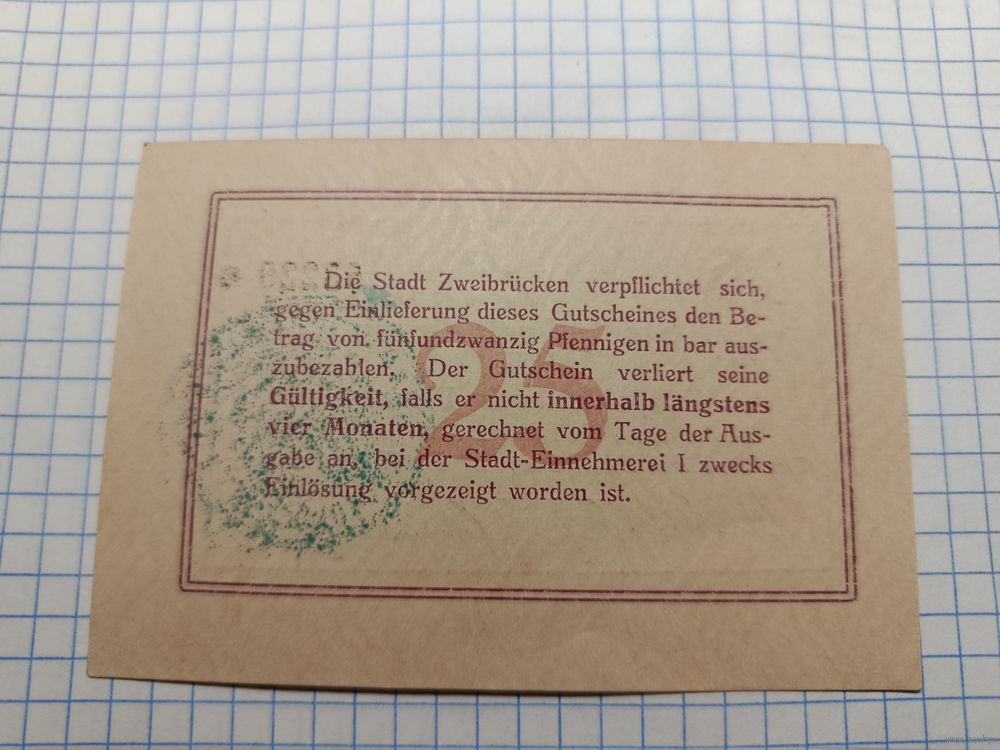 Die Stadt Zweibrücken verpflichtet sich,
gegen Einlieferung dieses Gutscheines den Be-
trag von fünfundzwanzig Pfennigen in bar aus-
zubezahlen. Der Gutschein verliert seine
Gültigkeit, falls er nicht innerhalb längstens
vier Monaten, gerechnet vom Tage der Aus-
gabe an, bei der Stadt-Einnehmerei I zwecks
Einlösung vorgezeigt worden ist.
25